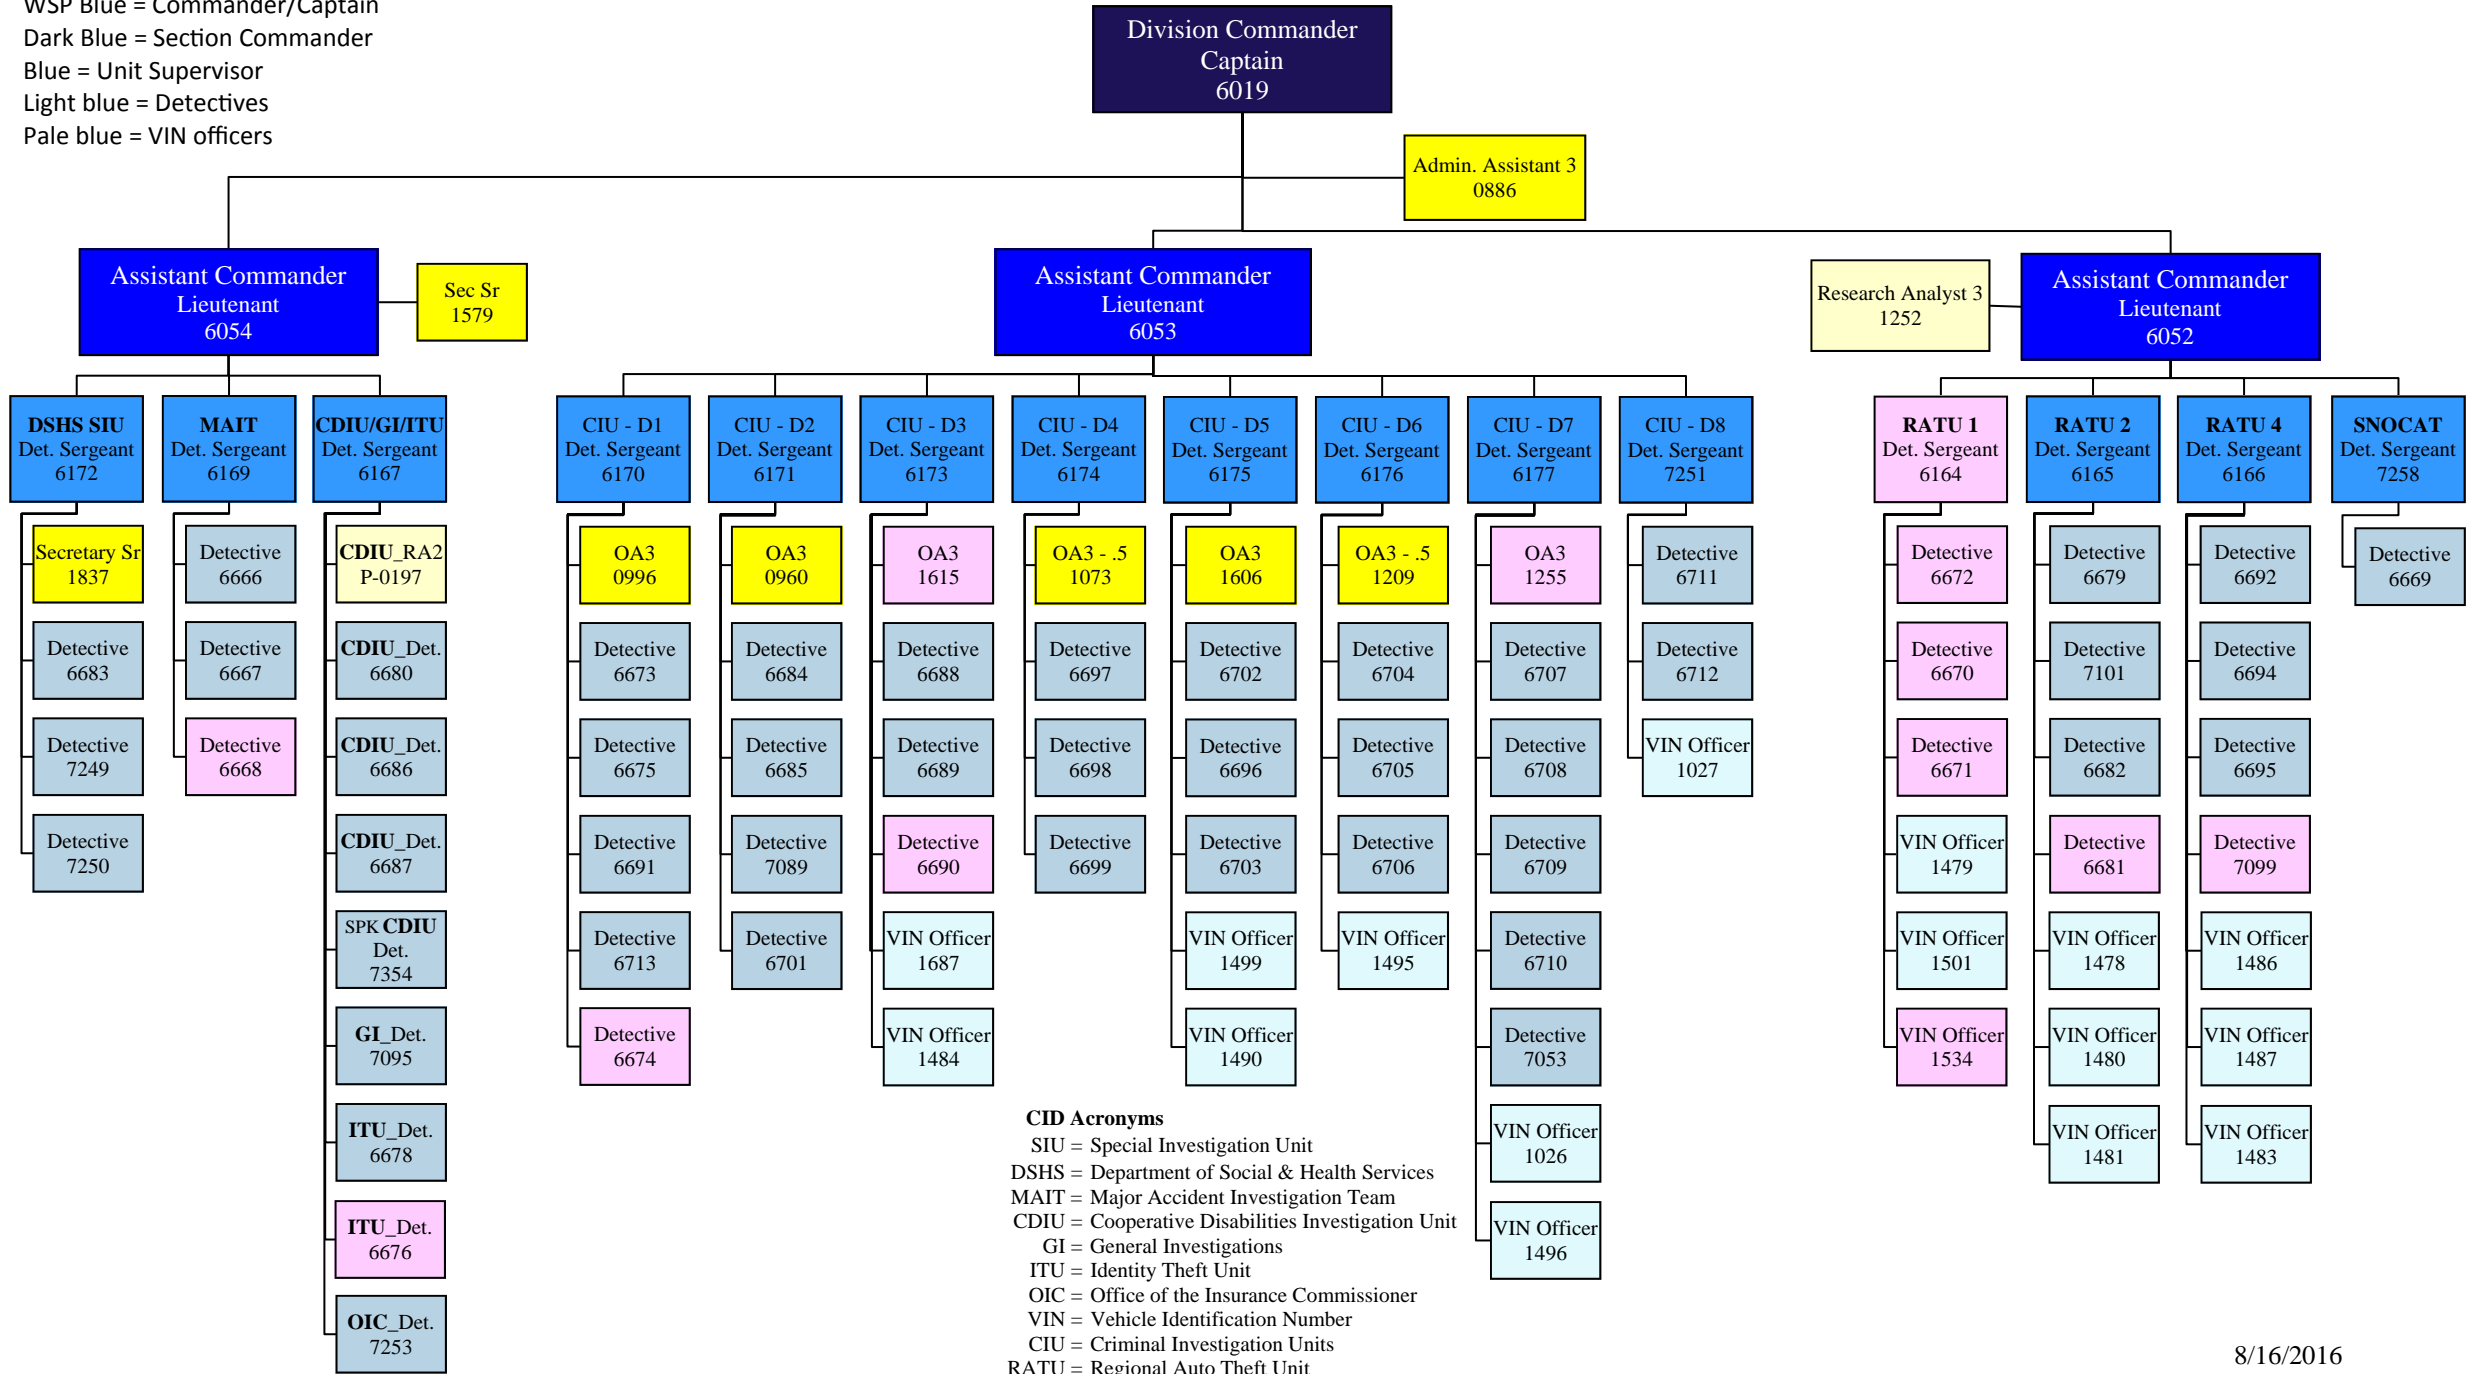 WSP Blue = Commander/Captain
Dark Blue = Section Commander
Blue = Unit Supervisor
Light blue = Detectives
Pale blue = VIN officers
Division Commander
Captain
6019
Admin. Assistant 3
0886
Assistant Commander
Lieutenant
6054
Sec Sr
1579
Assistant Commander
Lieutenant
6053
Research Analyst 3
1252
Assistant Commander
Lieutenant
6052
DSHS SIU
Det. Sergeant
6172
Secretary Sr
1837
Detective
6683
Detective
7249
Detective
7250
MAIT
Det. Sergeant
6169
Detective
6666
Detective
6667
Detective
6668
CDIU/GI/ITU
Det. Sergeant
6167
CDIU_RA2
P-0197
CDIU_Det.
6680
CDIU_Det.
6686
CDIU_Det.
6687
SPK CDIU
Det.
7354
GI_Det.
7095
ITU_Det.
6678
ITU_Det.
6676
OIC_Det.
7253
CIU - D1
Det. Sergeant
6170
OA3
0996
Detective
6673
Detective
6675
Detective
6691
Detective
6713
Detective
6674
CIU - D2
Det. Sergeant
6171
OA3
0960
Detective
6684
Detective
6685
Detective
7089
Detective
6701
CIU - D3
Det. Sergeant
6173
OA3
1615
Detective
6688
Detective
6689
Detective
6690
VIN Officer
1687
VIN Officer
1484
CIU - D4
Det. Sergeant
6174
OA3 - .5
1073
Detective
6697
Detective
6698
Detective
6699
CIU - D5
Det. Sergeant
6175
OA3
1606
Detective
6702
Detective
6696
Detective
6703
VIN Officer
1499
VIN Officer
1490
CIU - D6
Det. Sergeant
6176
OA3 - .5
1209
Detective
6704
Detective
6705
Detective
6706
VIN Officer
1495
CIU - D7
Det. Sergeant
6177
OA3
1255
Detective
6707
Detective
6708
Detective
6709
Detective
6710
Detective
7053
VIN Officer
1026
VIN Officer
1496
CIU - D8
Det. Sergeant
7251
Detective
6711
Detective
6712
VIN Officer
1027
RATU 1
Det. Sergeant
6164
Detective
6672
Detective
6670
Detective
6671
VIN Officer
1479
VIN Officer
1501
VIN Officer
1534
RATU 2
Det. Sergeant
6165
Detective
6679
Detective
7101
Detective
6682
Detective
6681
VIN Officer
1478
VIN Officer
1480
VIN Officer
1481
RATU 4
Det. Sergeant
6166
Detective
6692
Detective
6694
Detective
6695
Detective
7099
VIN Officer
1486
VIN Officer
1487
VIN Officer
1483
SNOCAT
Det. Sergeant
7258
Detective
6669
CID Acronyms
SIU = Special Investigation Unit
DSHS = Department of Social & Health Services
MAIT = Major Accident Investigation Team
CDIU = Cooperative Disabilities Investigation Unit
GI = General Investigations
ITU = Identity Theft Unit
OIC = Office of the Insurance Commissioner
VIN = Vehicle Identification Number
CIU = Criminal Investigation Units
RATU = Regional Auto Theft Unit
8/16/2016